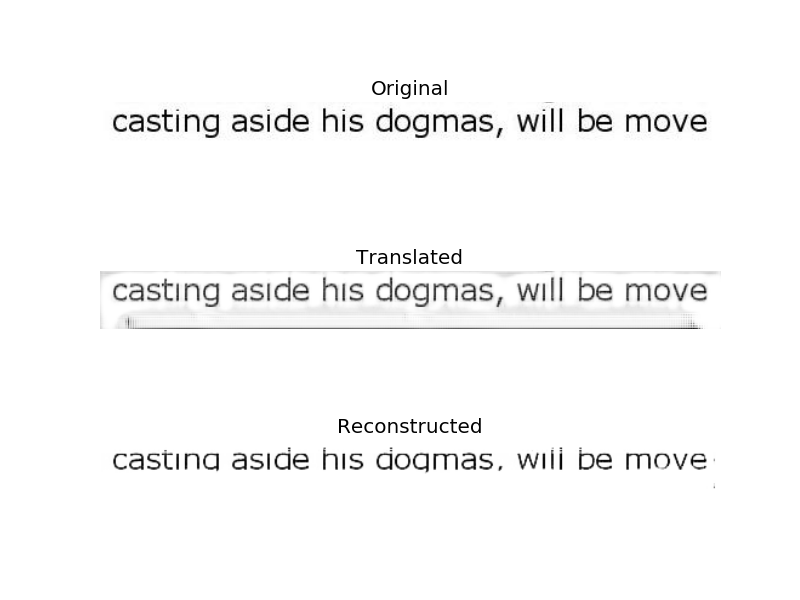 Original
casting aside his dogmas, will be move
Translated
casting aside his dogmas, will be move
Reconstructed
casting aside his dogmas, will be move